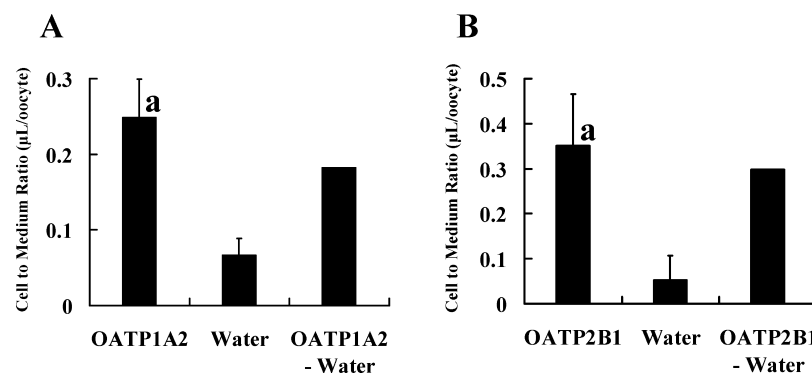 A
Cell to Medium Ratio (μL/oocyte)
0.3
0.2
0.1
0
a
OATP1A2
Water
OATP1A2
- Water
B
Cell to Medium Ratio (μL/oocyte)
0.5
0.4
0.3
0.2
0.1
0
a
OATP2B1
Water
OATP2B1
- Water